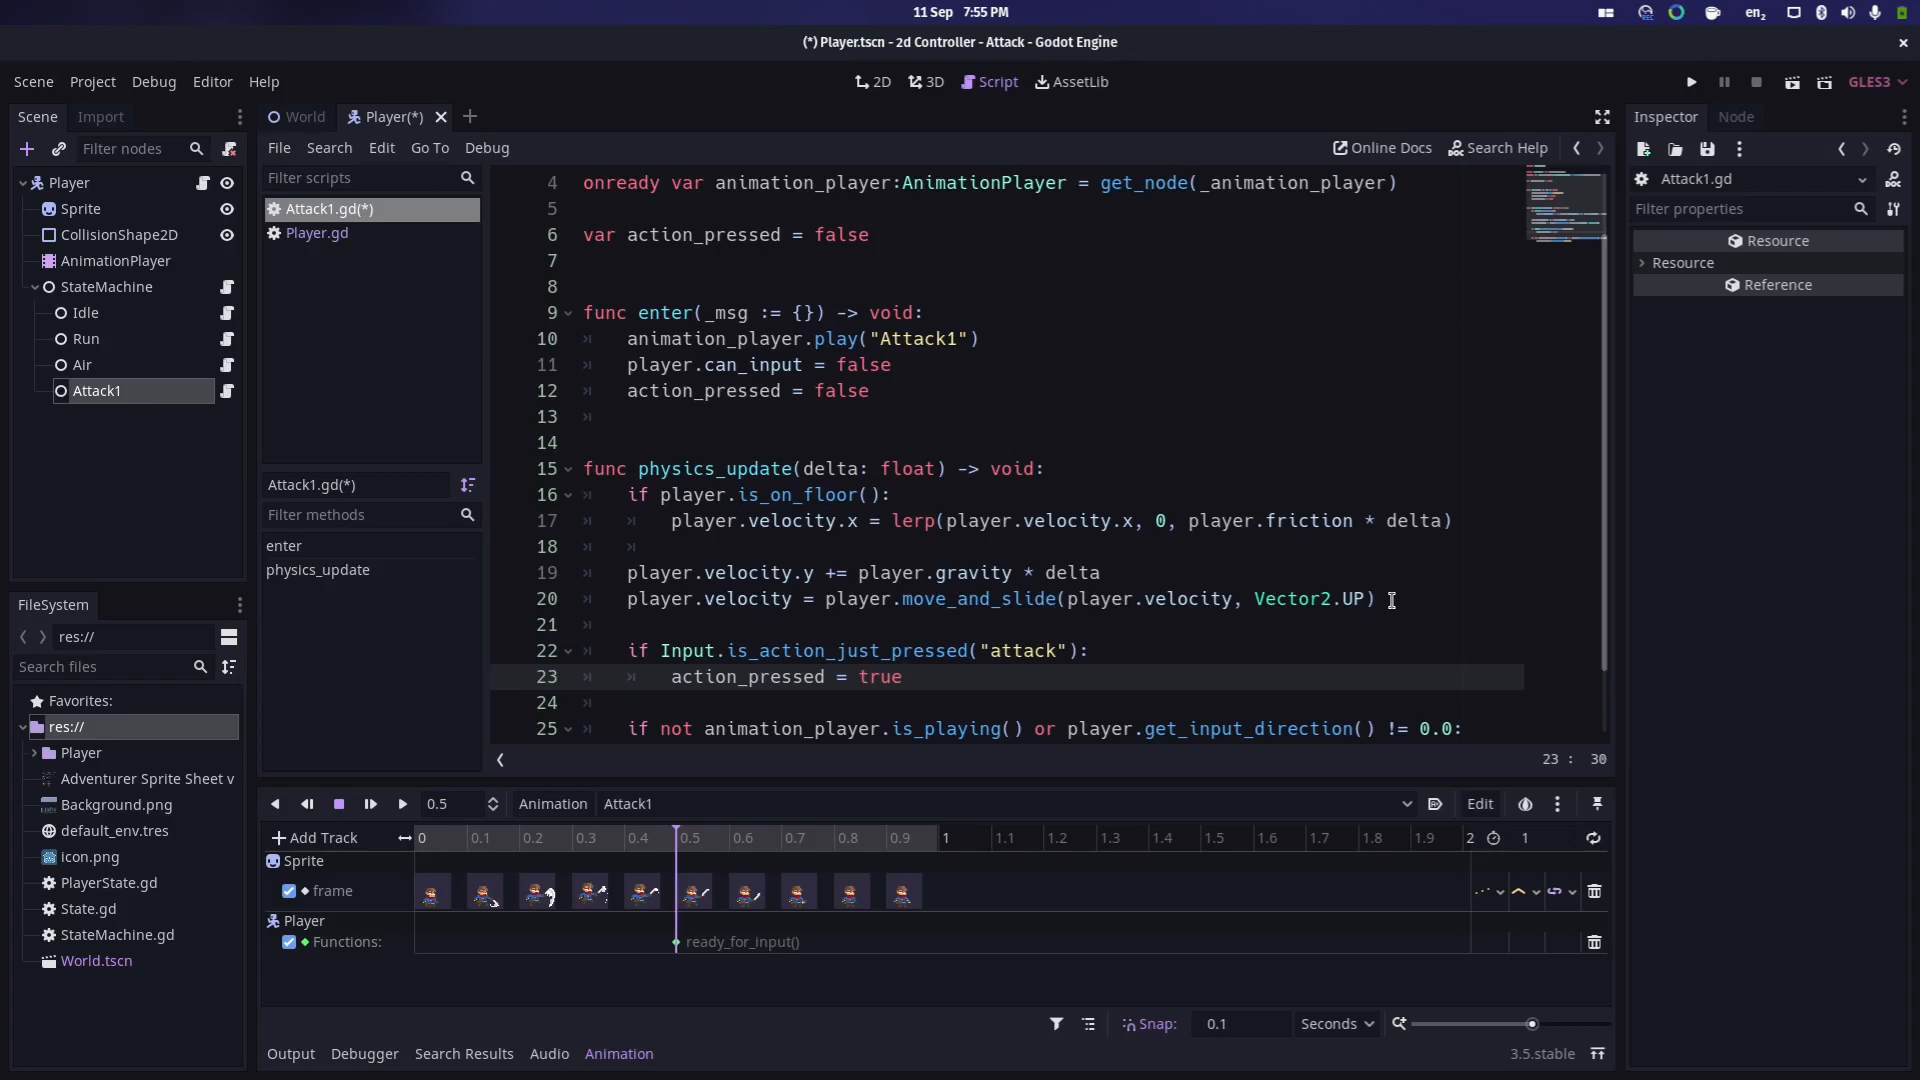 11 Sep 7:55 PM
en₂
(*) Player.tscn - 2d Controller - Attack - Godot Engine
Scene Project Debug Editor Help
2D 3D Script AssetLib
GLES3
Scene Import
World Player(*)
Inspector Node
Filter nodes
File Search Edit Go To Debug
Online Docs Search Help
Player
Sprite
CollisionShape2D
AnimationPlayer
StateMachine
Idle
Run
Air
Attack1
Filter scripts
Attack1.gd(*)
Player.gd
Attack1.gd(*)
Filter methods
enter
physics_update
4 onready var animation_player:AnimationPlayer = get_node(_animation_player)
5
6 var action_pressed = false
7
8
9 func enter(_msg := {}) -> void:
10 animation_player.play("Attack1")
11 player.can_input = false
12 action_pressed = false
13
14
15 func physics_update(delta: float) -> void:
16 if player.is_on_floor():
17 player.velocity.x = lerp(player.velocity.x, 0, player.friction * delta)
18
19 player.velocity.y += player.gravity * delta
20 player.velocity = player.move_and_slide(player.velocity, Vector2.UP)
21
22 if Input.is_action_just_pressed("attack"):
23 action_pressed = true
24
25 if not animation_player.is_playing() or player.get_input_direction() != 0.0:
23 : 30
Attack1.gd
Filter properties
Resource
Resource
Reference
FileSystem
res://
Search files
Favorites:
res://
Player
Adventurer Sprite Sheet v
Background.png
default_env.tres
icon.png
PlayerState.gd
State.gd
StateMachine.gd
World.tscn
0.5 Animation Attack1 Edit
Add Track 0 0.1 0.2 0.3 0.4 0.5 0.6 0.7 0.8 0.9 1 1.1 1.2 1.3 1.4 1.5 1.6 1.7 1.8 1.9 2 1
Sprite
frame
Player
Functions: ready_for_input()
Snap: 0.1 Seconds
Output Debugger Search Results Audio Animation 3.5.stable